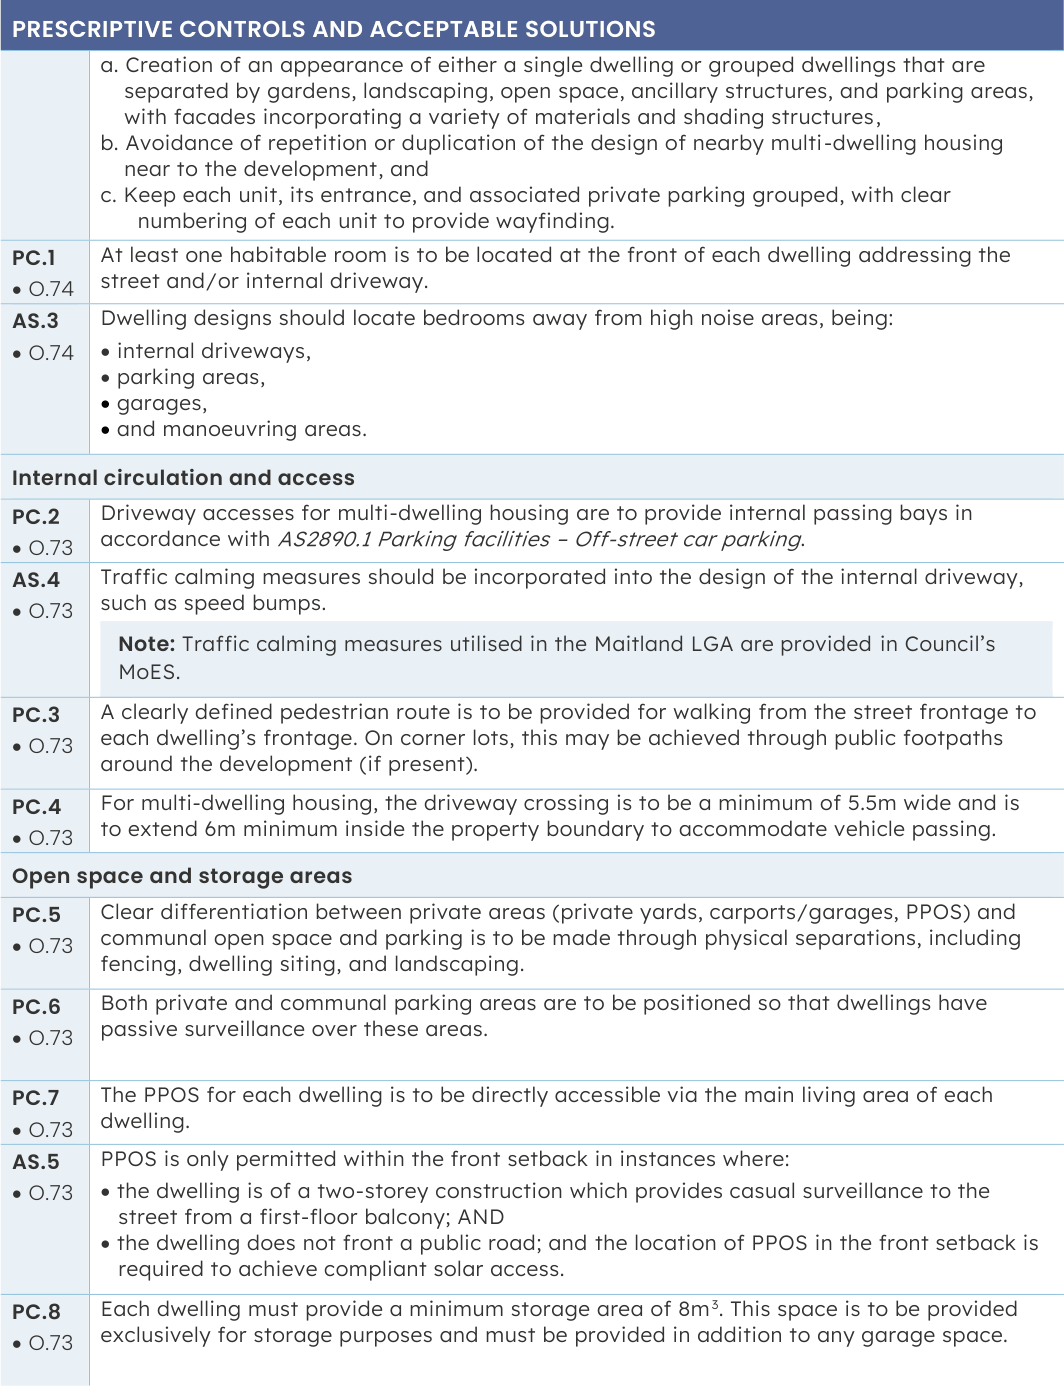 PRESCRIPTIVE CONTROLS AND ACCEPTABLE SOLUTIONS
a. Creation of an appearance of either a single dwelling or grouped dwellings that are
separated by gardens, landscaping, open space, ancillary structures, and parking areas,
with facades incorporating a variety of materials and shading structures,
b. Avoidance of repetition or duplication of the design of nearby multi-dwelling housing
near to the development, and
c. Keep each unit, its entrance, and associated private parking grouped, with clear
numbering of each unit to provide wayfinding.
PC.1
• O.74
At least one habitable room is to be located at the front of each dwelling addressing the
street and/or internal driveway.
AS.3
• O.74
Dwelling designs should locate bedrooms away from high noise areas, being:
• internal driveways,
• parking areas,
• garages,
• and manoeuvring areas.
Internal circulation and access
PC.2
• O.73
Driveway accesses for multi-dwelling housing are to provide internal passing bays in
accordance with AS2890.1 Parking facilities – Off-street car parking.
AS.4
• O.73
Traffic calming measures should be incorporated into the design of the internal driveway,
such as speed bumps.
Note: Traffic calming measures utilised in the Maitland LGA are provided in Council’s
MoES.
PC.3
• O.73
A clearly defined pedestrian route is to be provided for walking from the street frontage to
each dwelling’s frontage. On corner lots, this may be achieved through public footpaths
around the development (if present).
PC.4
• O.73
For multi-dwelling housing, the driveway crossing is to be a minimum of 5.5m wide and is
to extend 6m minimum inside the property boundary to accommodate vehicle passing.
Open space and storage areas
PC.5
• O.73
Clear differentiation between private areas (private yards, carports/garages, PPOS) and
communal open space and parking is to be made through physical separations, including
fencing, dwelling siting, and landscaping.
PC.6
• O.73
Both private and communal parking areas are to be positioned so that dwellings have
passive surveillance over these areas.
PC.7
• O.73
The PPOS for each dwelling is to be directly accessible via the main living area of each
dwelling.
AS.5
• O.73
PPOS is only permitted within the front setback in instances where:
• the dwelling is of a two-storey construction which provides casual surveillance to the
street from a first-floor balcony; AND
• the dwelling does not front a public road; and the location of PPOS in the front setback is
required to achieve compliant solar access.
PC.8
• O.73
Each dwelling must provide a minimum storage area of 8m³. This space is to be provided
exclusively for storage purposes and must be provided in addition to any garage space.